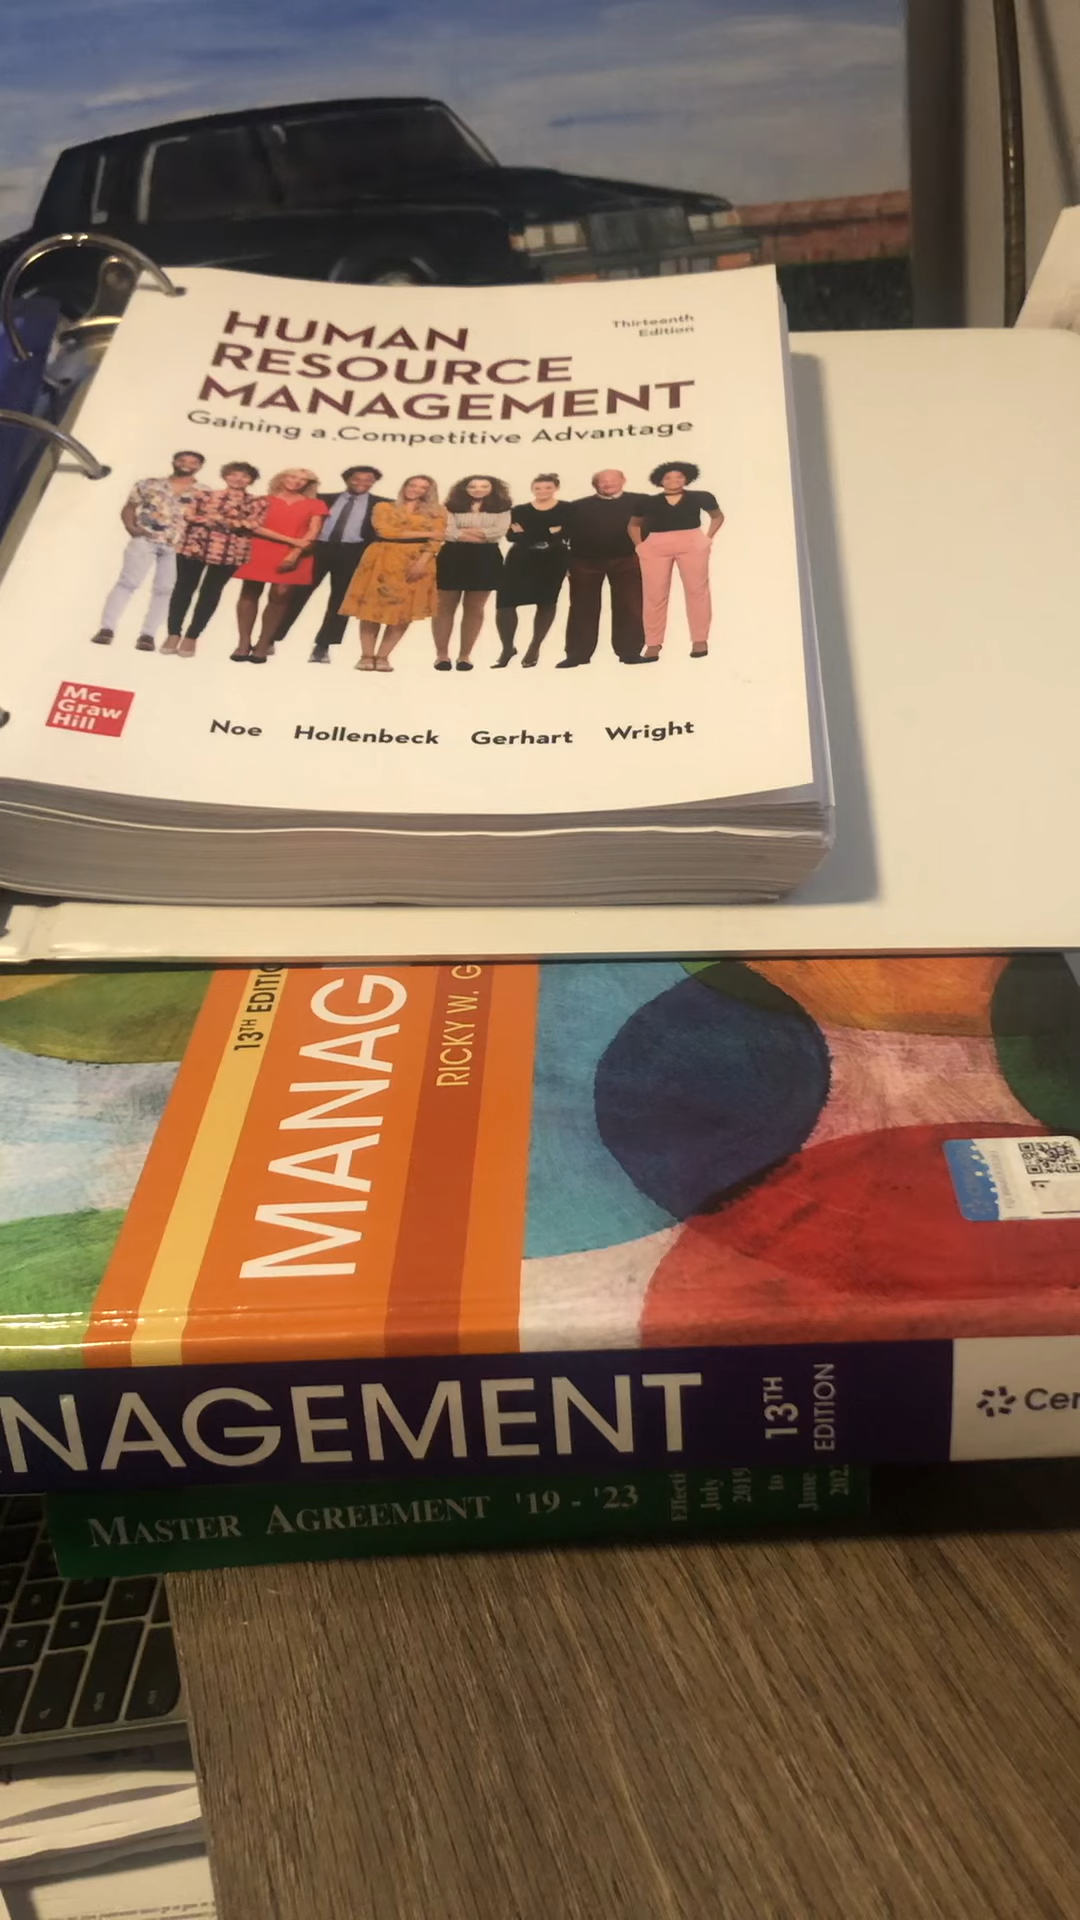 HUMAN
RESOURCE
MANAGEMENT
Thirteenth
Edition
Gaining a Competitive Advantage
Mc
Graw
Hill
Noe Hollenbeck Gerhart Wright
13TH EDITIO
MANAG
RICKY W. G
NAGEMENT
13TH
EDITION
Cen
MASTER AGREEMENT '19 - '23
Effecti
July
2019
to
June
202